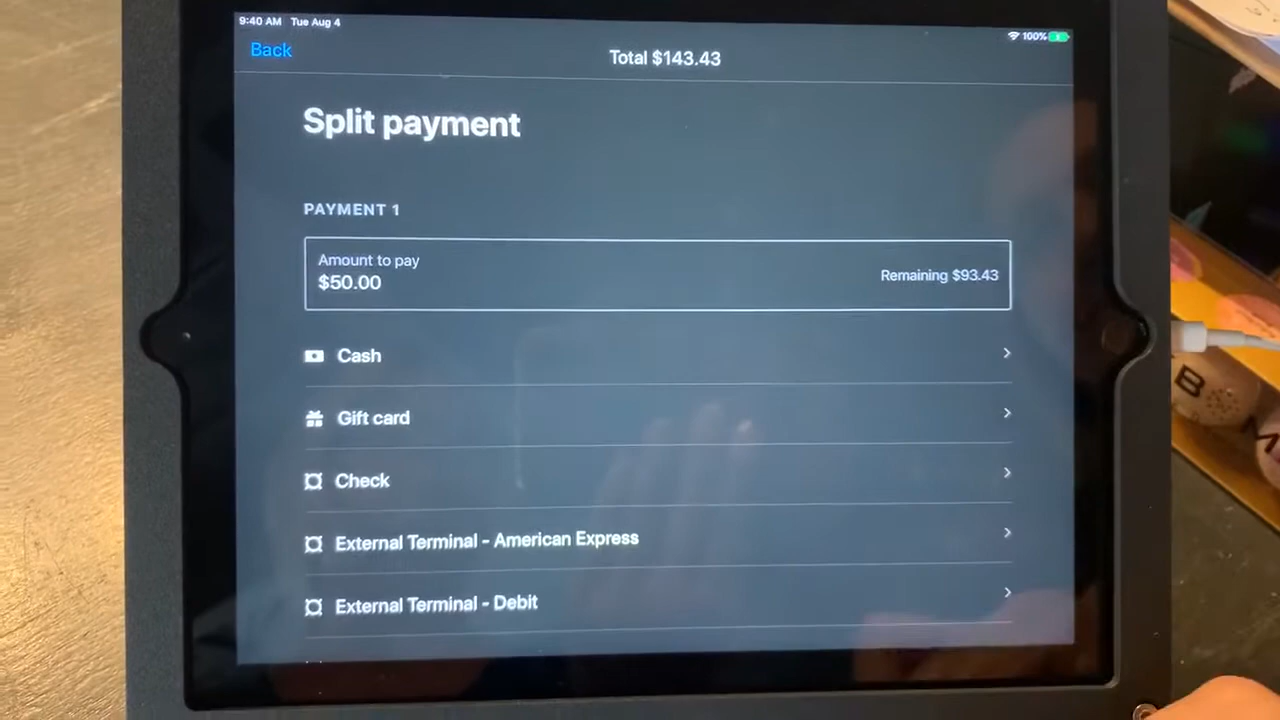 9:40 AM Tue Aug 4
100%
Back
Total $143.43
Split payment
PAYMENT 1
Amount to pay
$50.00
Remaining $93.43
Cash
Gift card
Check
External Terminal - American Express
External Terminal - Debit
B
M